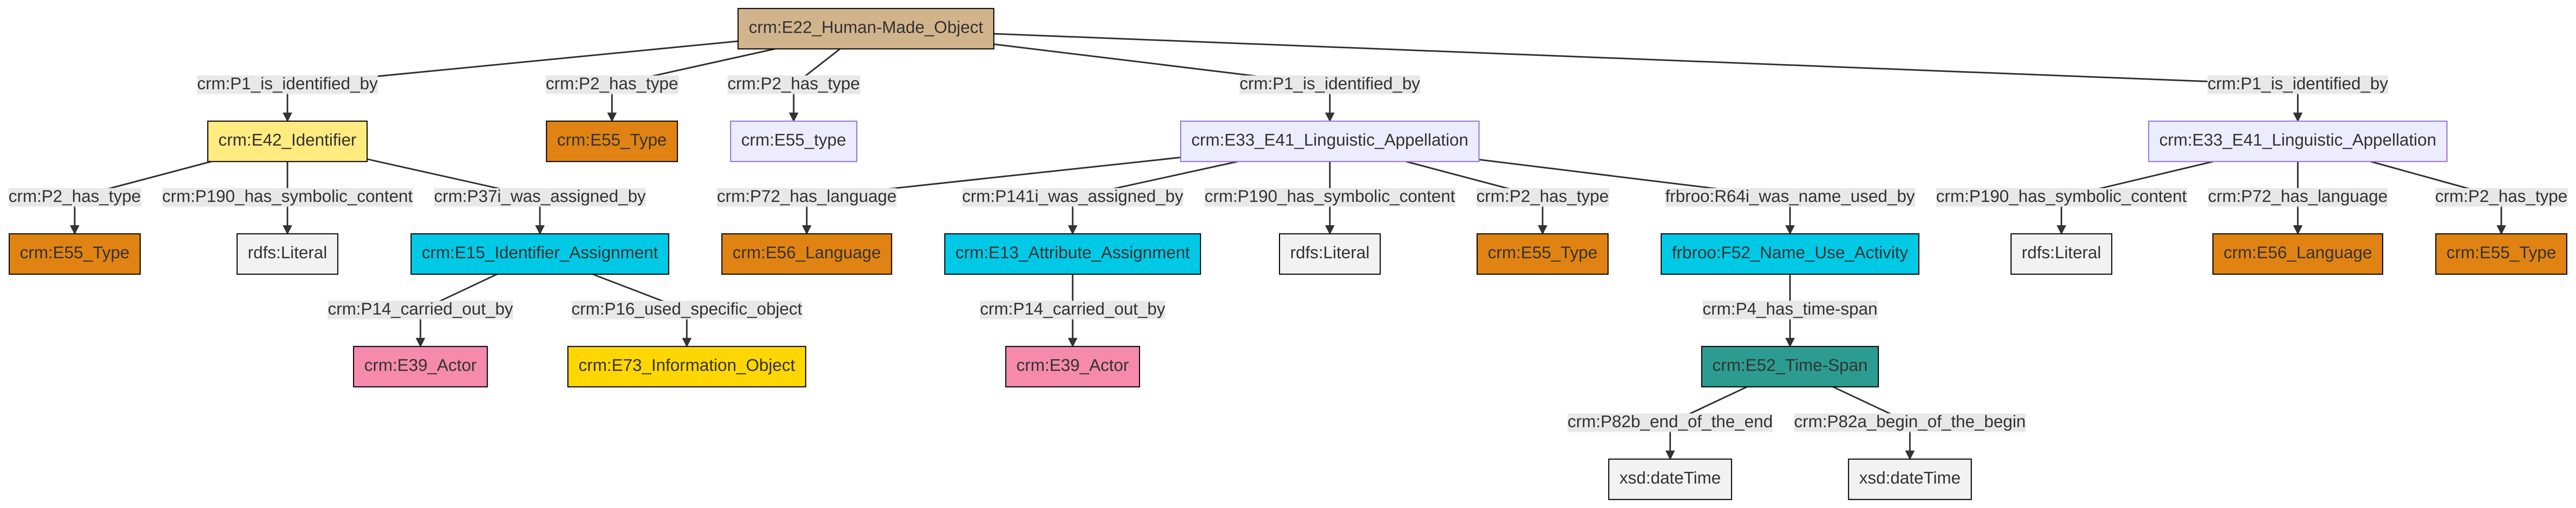 crm:E22_Human-Made_Object
crm:P1_is_identified_by
crm:P2_has_type
crm:P2_has_type
crm:P1_is_identified_by
crm:P1_is_identified_by
crm:E42_Identifier
crm:E55_Type
crm:E55_type
crm:E33_E41_Linguistic_Appellation
crm:E33_E41_Linguistic_Appellation
crm:P2_has_type
crm:P190_has_symbolic_content
crm:P37i_was_assigned_by
crm:P72_has_language
crm:P141i_was_assigned_by
crm:P190_has_symbolic_content
crm:P2_has_type
frbroo:R64i_was_name_used_by
crm:P190_has_symbolic_content
crm:P72_has_language
crm:P2_has_type
crm:E55_Type
rdfs:Literal
crm:E15_Identifier_Assignment
crm:E56_Language
crm:E13_Attribute_Assignment
rdfs:Literal
crm:E55_Type
frbroo:F52_Name_Use_Activity
rdfs:Literal
crm:E56_Language
crm:E55_Type
crm:P14_carried_out_by
crm:P16_used_specific_object
crm:P14_carried_out_by
crm:P4_has_time-span
crm:E39_Actor
crm:E73_Information_Object
crm:E39_Actor
crm:E52_Time-Span
crm:P82b_end_of_the_end
crm:P82a_begin_of_the_begin
xsd:dateTime
xsd:dateTime